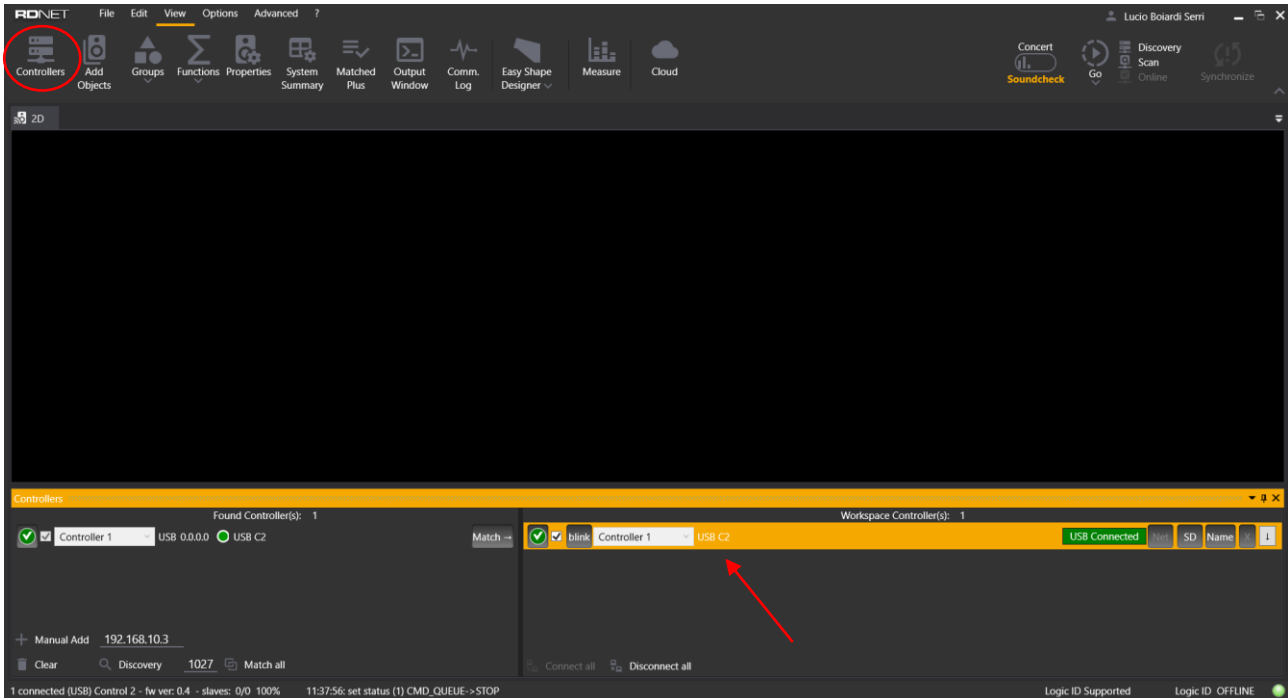 RDNET File Edit View Options Advanced ? Lucio Boiardi Serri
Controllers Add Objects Groups Functions Properties System Summary Matched Plus Output Window Comm. Log Easy Shape Designer Measure Cloud
Concert
Soundcheck
Go
Discovery
Scan
Online
Synchronize
2D
Controllers
Found Controller(s): 1
Controller 1 USB 0.0.0.0 USB C2 Match →
Workspace Controller(s): 1
blink Controller 1 USB C2 USB Connected Net SD Name X ↓
+ Manual Add 192.168.10.3
Clear Discovery 1027 Match all
Connect all Disconnect all
1 connected (USB) Control 2 - fw ver: 0.4 - slaves: 0/0 100% 11:37:56: set status (1) CMD_QUEUE->STOP Logic ID Supported Logic ID OFFLINE